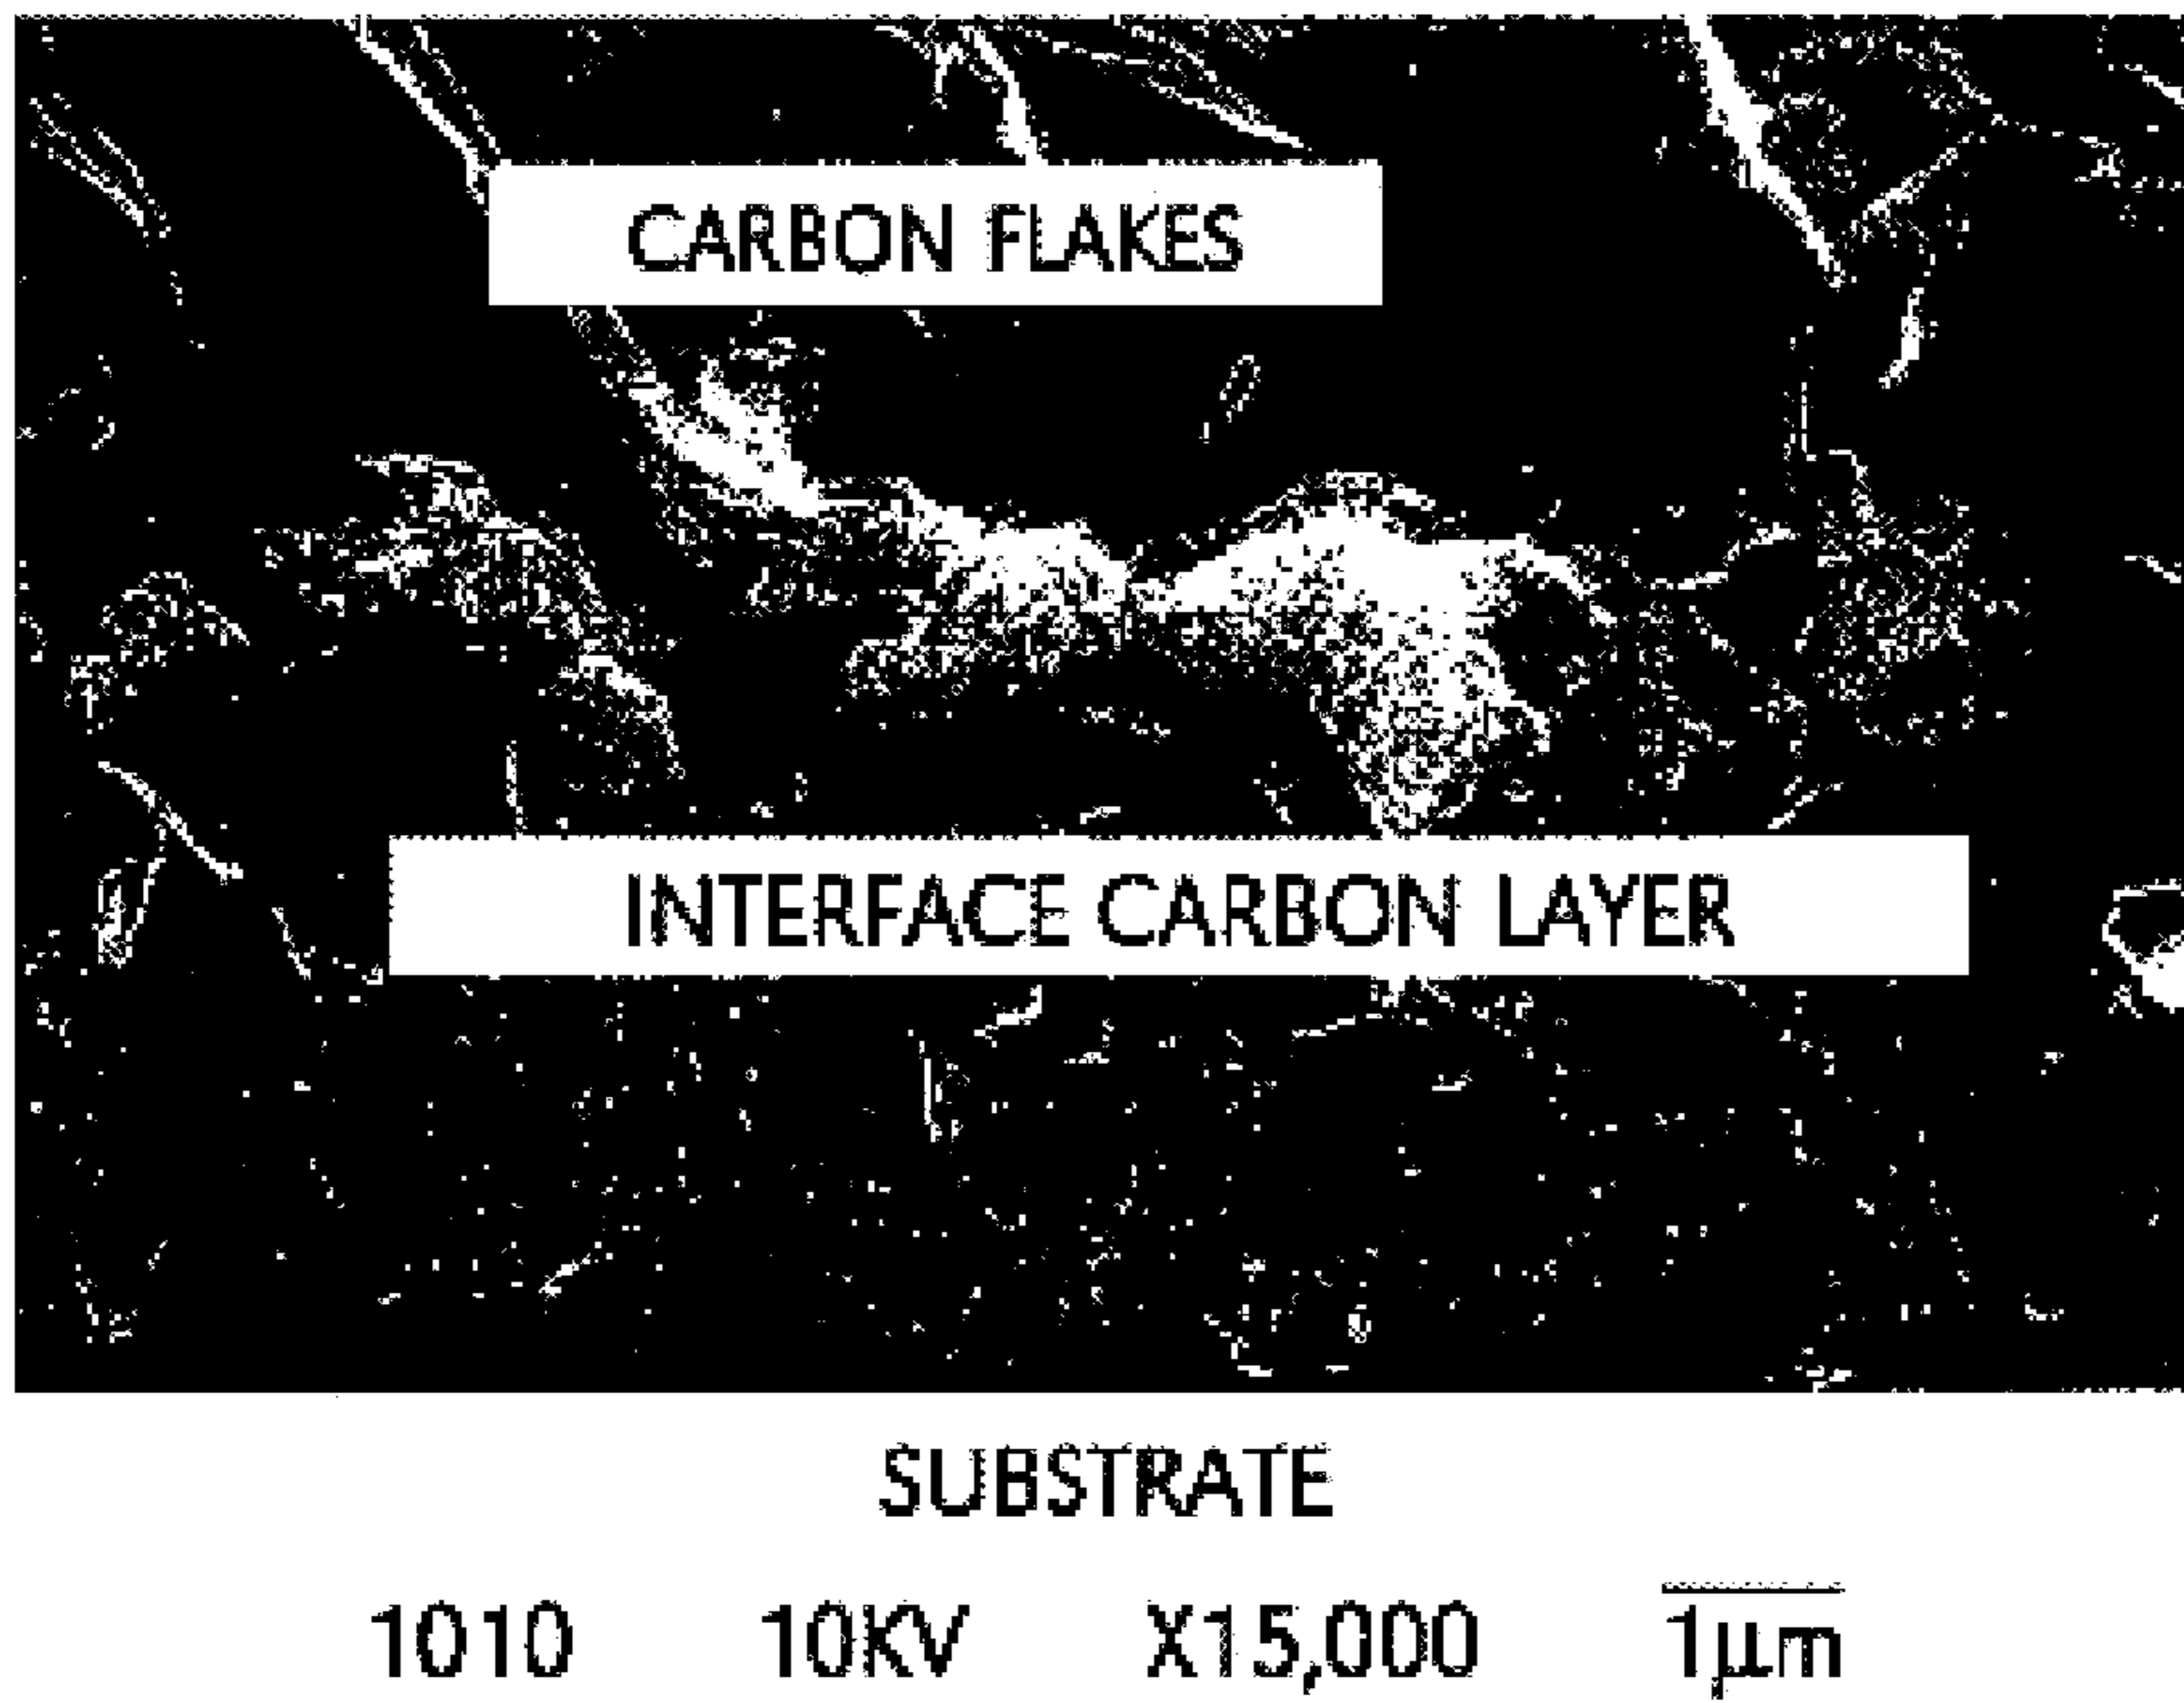 CARBON FLAKES
INTERFACE CARBON LAYER
SUBSTRATE
1010 10KV X15,000 1μm